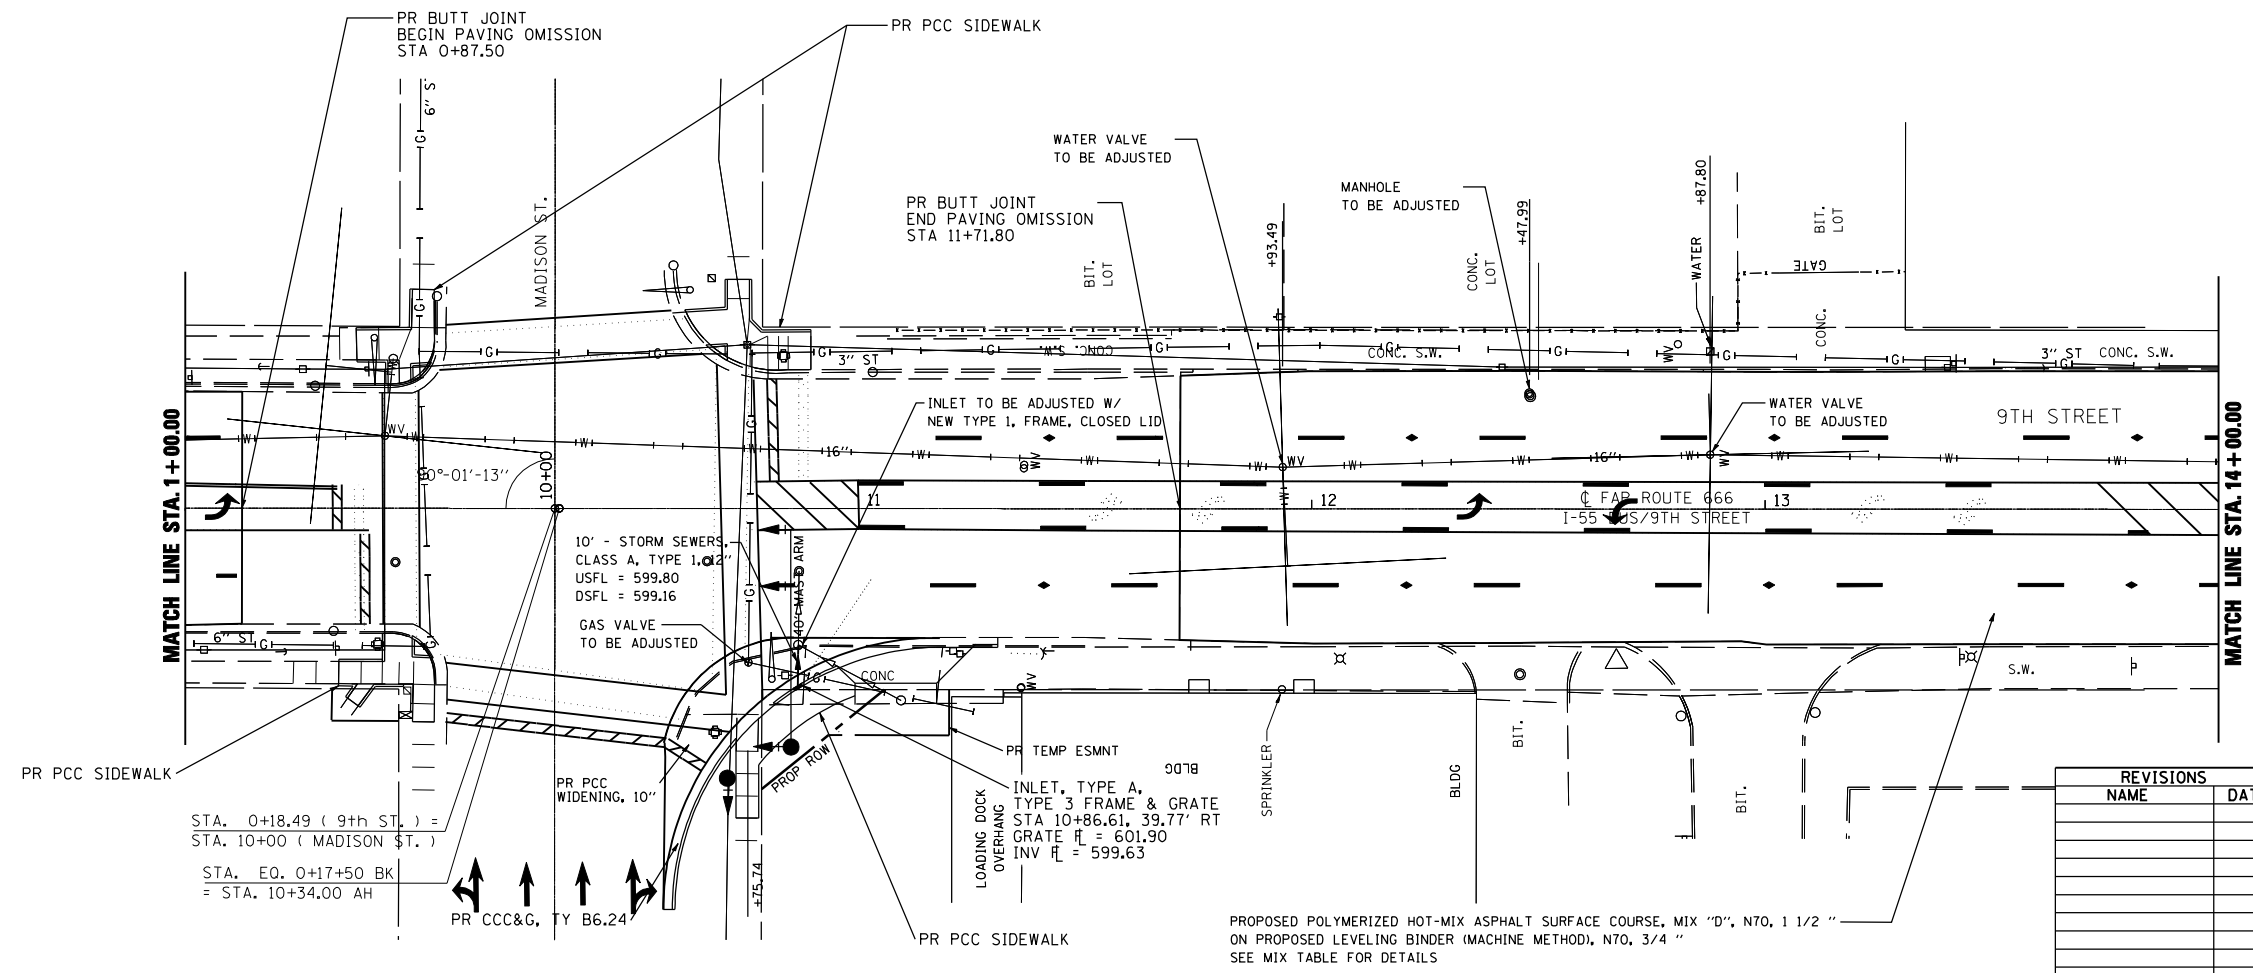 PR BUTT JOINT
BEGIN PAVING OMISSION
STA 0+87.50
PR PCC SIDEWALK
6" S
G
MADISON ST.
WATER VALVE
TO BE ADJUSTED
PR BUTT JOINT
END PAVING OMISSION
STA 11+71.80
MANHOLE
TO BE ADJUSTED
+93.49
+47.99
+87.80
WATER
BIT.
LOT
CONC.
LOT
BIT.
LOT
GATE
CONC.
3" ST
CONC. S.W.
CONC. S.W.
3" ST
CONC. S.W.
WV
MATCH LINE STA. 1+00.00
INLET TO BE ADJUSTED W/
NEW TYPE 1, FRAME, CLOSED LID
WATER VALVE
TO BE ADJUSTED
9TH STREET
WV
W
16"
WV
WV
16"
WV
90°-01'-13"
10+00
11
12
13
℄ FAP ROUTE 666
I-55 BUS/9TH STREET
MATCH LINE STA. 14+00.00
10' - STORM SEWERS,
CLASS A, TYPE 1, 12"
USFL = 599.80
DSFL = 599.16
40' MAST ARM
GAS VALVE
TO BE ADJUSTED
6" ST
G
CONC
WV
S.W.
PR PCC SIDEWALK
PR PCC
WIDENING, 10"
PROP ROW
PR TEMP ESMNT
BLDG
SPRINKLER
BLDG
BIT.
BIT.
LOADING DOCK
OVERHANG
INLET, TYPE A,
TYPE 3 FRAME & GRATE
STA 10+86.61, 39.77' RT
GRATE FL = 601.90
INV FL = 599.63
STA. 0+18.49 ( 9th ST. ) =
STA. 10+00 ( MADISON ST. )
STA. EQ. 0+17+50 BK
= STA. 10+34.00 AH
+75.74
PR CCC&G, TY B6.24
PR PCC SIDEWALK
PROPOSED POLYMERIZED HOT-MIX ASPHALT SURFACE COURSE, MIX "D", N70, 1 1/2 "
ON PROPOSED LEVELING BINDER (MACHINE METHOD), N70, 3/4 "
SEE MIX TABLE FOR DETAILS
REVISIONS
NAME
DAT